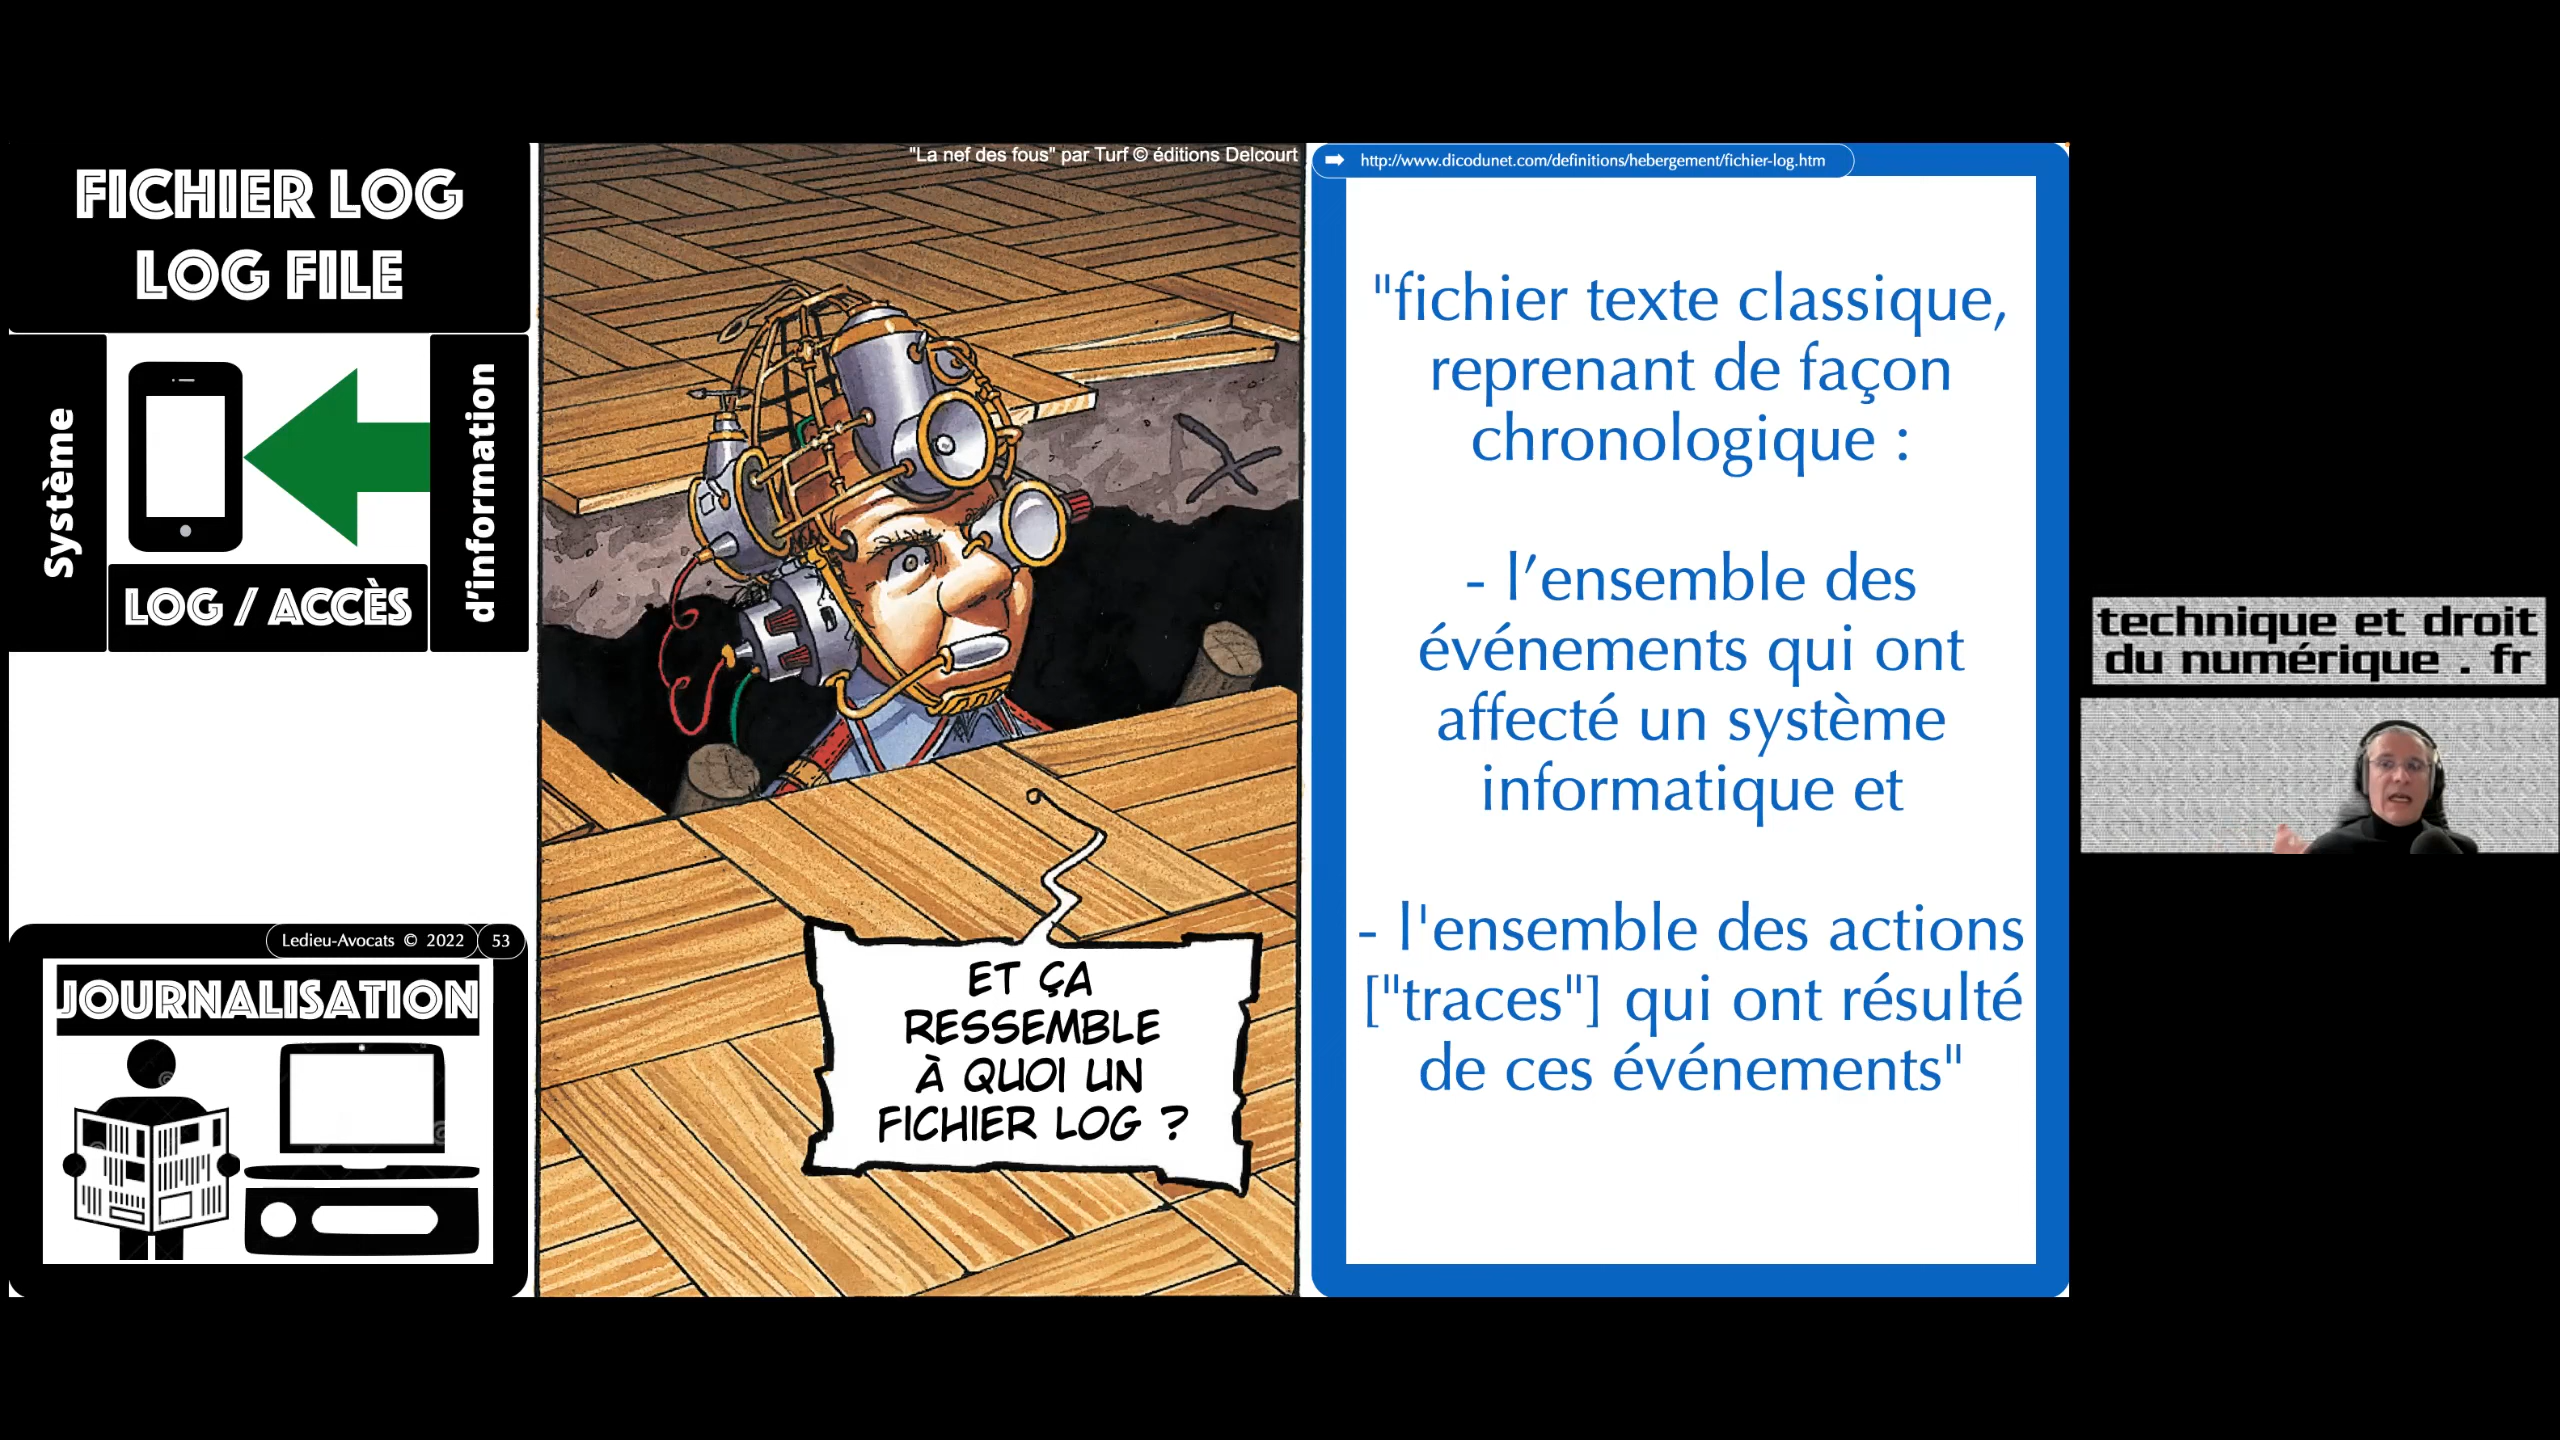 FICHIER LOG
LOG FILE
Système
d'information
LOG / ACCÈS
Ledieu-Avocats © 2022 53
JOURNALISATION
"La nef des fous" par Turf © éditions Delcourt
ET ÇA
RESSEMBLE
À QUOI UN
FICHIER LOG ?
➡ http://www.dicodunet.com/definitions/hebergement/fichier-log.htm
"fichier texte classique,
reprenant de façon
chronologique :
- l’ensemble des
événements qui ont
affecté un système
informatique et
- l'ensemble des actions
["traces"] qui ont résulté
de ces événements"
technique et droit
du numérique . fr